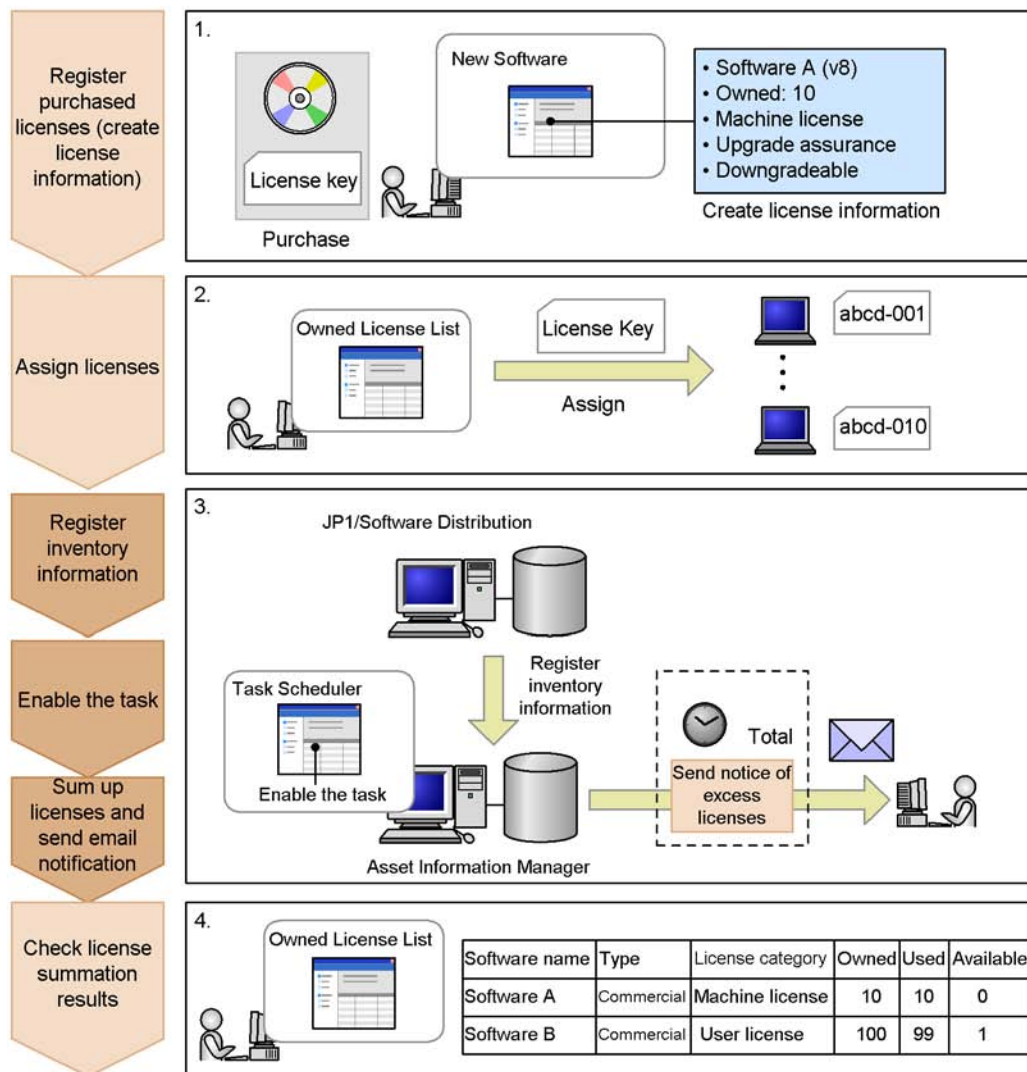 Register
purchased
licenses (create
license
information)
1.
License key
Purchase
New Software
• Software A (v8)
• Owned: 10
• Machine license
• Upgrade assurance
• Downgradeable
Create license information
Assign licenses
2.
Owned License List
License Key
Assign
abcd-001
abcd-010
Register
inventory
information
Enable the task
Sum up
licenses and
send email
notification
3.
JP1/Software Distribution
Register
inventory
information
Task Scheduler
Enable the task
Asset Information Manager
Total
Send notice of
excess
licenses
Check license
summation
results
4.
Owned License List
Software name Type License category Owned Used Available
Software A Commercial Machine license 10 10 0
Software B Commercial User license 100 99 1